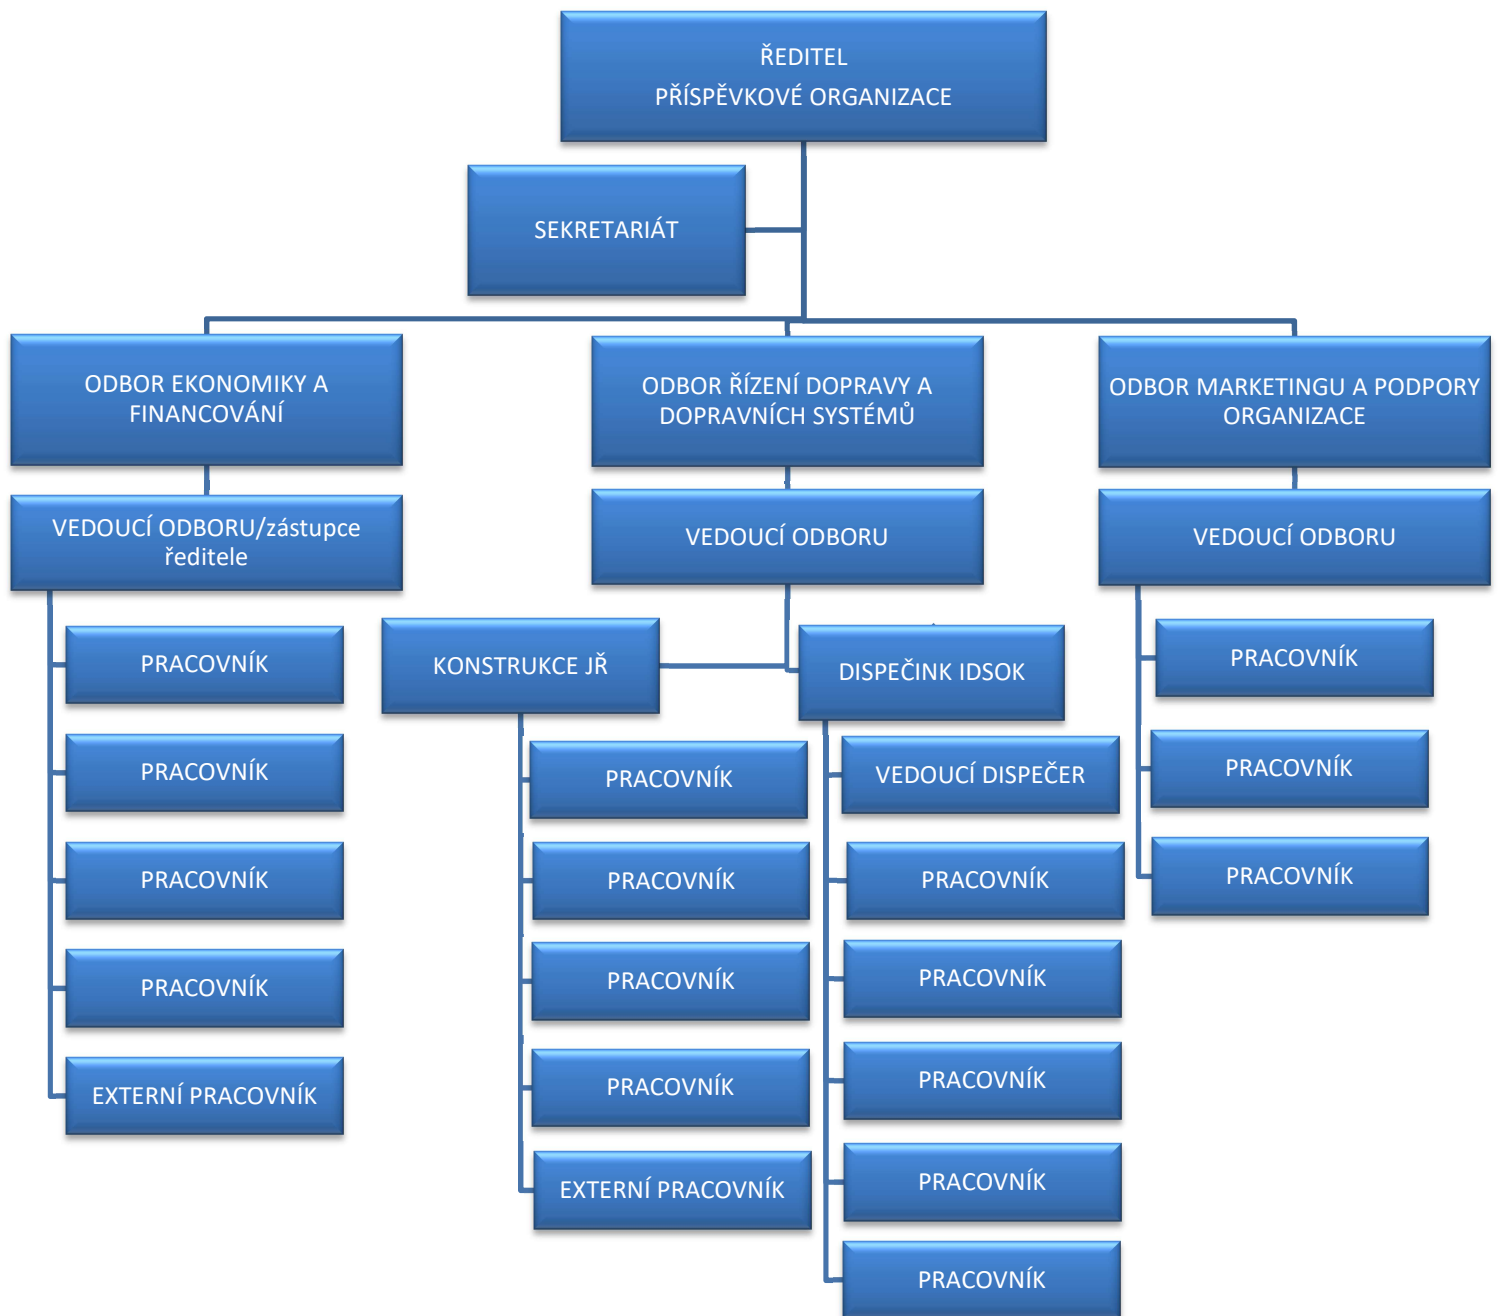 ŘEDITEL
PŘÍSPĚVKOVÉ ORGANIZACE
SEKRETARIÁT
ODBOR EKONOMIKY A
FINANCOVÁNÍ
VEDOUCÍ ODBORU/zástupce
ředitele
PRACOVNÍK
PRACOVNÍK
PRACOVNÍK
PRACOVNÍK
EXTERNÍ PRACOVNÍK
ODBOR ŘÍZENÍ DOPRAVY A
DOPRAVNÍCH SYSTÉMŮ
VEDOUCÍ ODBORU
KONSTRUKCE JŘ
PRACOVNÍK
PRACOVNÍK
PRACOVNÍK
PRACOVNÍK
EXTERNÍ PRACOVNÍK
DISPEČINK IDSOK
VEDOUCÍ DISPEČER
PRACOVNÍK
PRACOVNÍK
PRACOVNÍK
PRACOVNÍK
PRACOVNÍK
ODBOR MARKETINGU A PODPORY
ORGANIZACE
VEDOUCÍ ODBORU
PRACOVNÍK
PRACOVNÍK
PRACOVNÍK